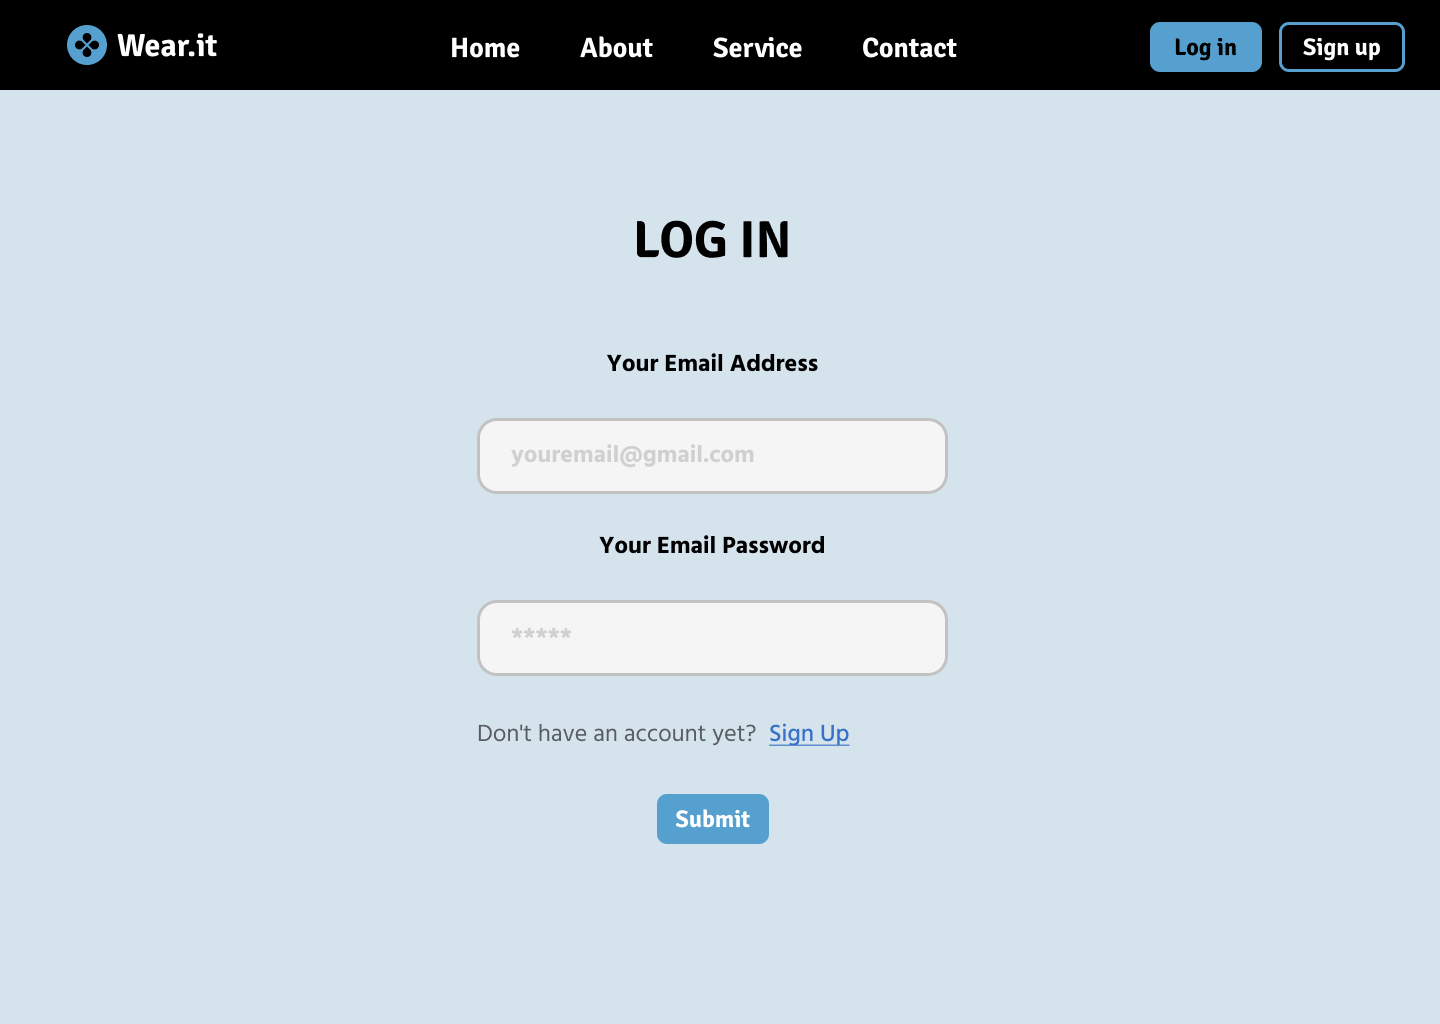 Wear.it Home About Service Contact Log in Sign up
LOG IN
Your Email Address
youremail@gmail.com
Your Email Password
*****
Don't have an account yet? Sign Up
Submit